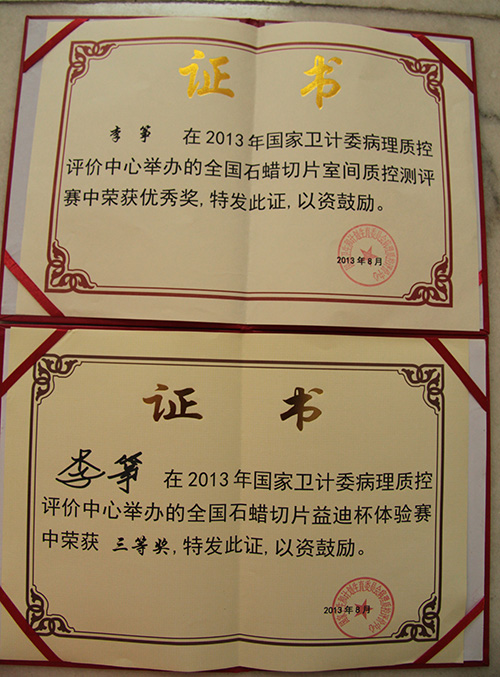 证 书
李筝 在2013年国家卫计委病理质控
评价中心举办的全国石蜡切片室间质控测评
赛中荣获优秀奖,特发此证,以资鼓励。
2013年8月
证 书
李筝 在2013年国家卫计委病理质控
评价中心举办的全国石蜡切片益迪杯体验赛
中荣获 三等奖,特发此证,以资鼓励。
2013年8月